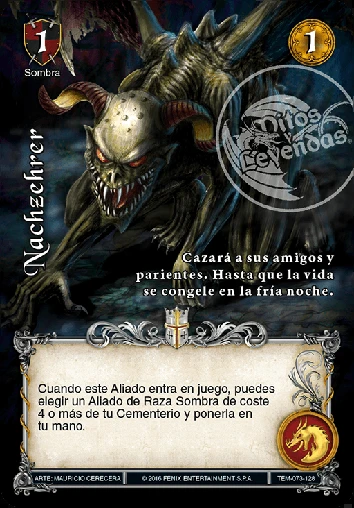 1
Sombra
1
Mitos
Leyendas
Nachzehrer
Cazará a sus amigos y
parientes. Hasta que la vida
se congele en la fría noche.
Cuando este Aliado entra en juego, puedes
elegir un Aliado de Raza Sombra de coste
4 o más de tu Cementerio y ponerla en
tu mano.
ARTE: MAURICIO CERECERA
© 2016 FENIX ENTERTAINMENT S.P.A.
TEM-073-128